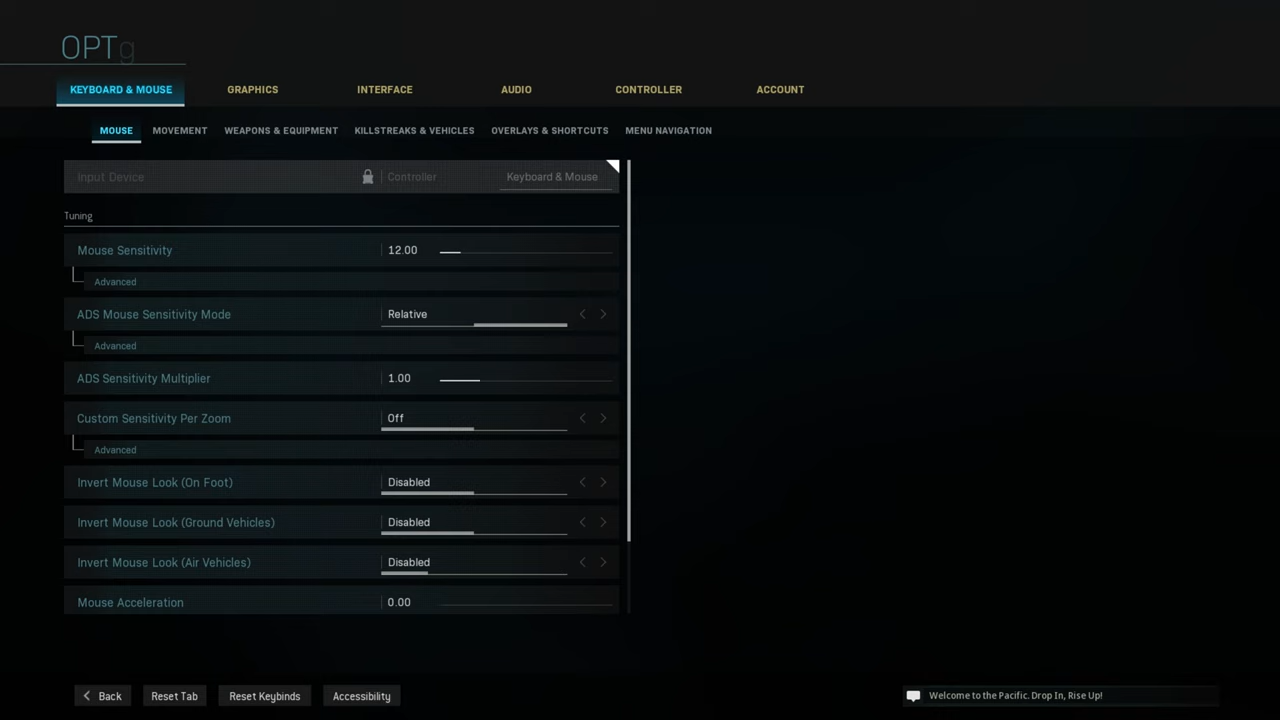 OPTg
KEYBOARD & MOUSE GRAPHICS INTERFACE AUDIO CONTROLLER ACCOUNT
MOUSE MOVEMENT WEAPONS & EQUIPMENT KILLSTREAKS & VEHICLES OVERLAYS & SHORTCUTS MENU NAVIGATION
Input Device Controller Keyboard & Mouse
Tuning
Mouse Sensitivity 12.00
Advanced
ADS Mouse Sensitivity Mode Relative
Advanced
ADS Sensitivity Multiplier 1.00
Custom Sensitivity Per Zoom Off
Advanced
Invert Mouse Look (On Foot) Disabled
Invert Mouse Look (Ground Vehicles) Disabled
Invert Mouse Look (Air Vehicles) Disabled
Mouse Acceleration 0.00
Back Reset Tab Reset Keybinds Accessibility Welcome to the Pacific. Drop In, Rise Up!